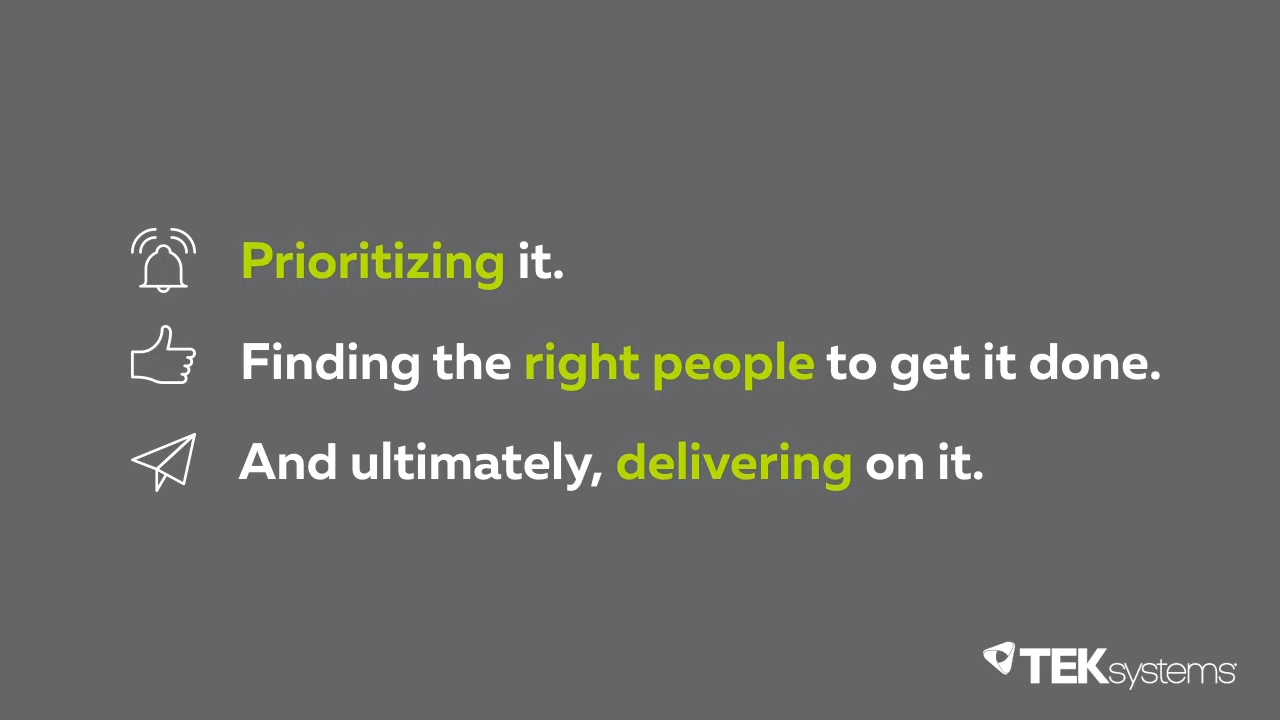 Prioritizing it.
Finding the right people to get it done.
And ultimately, delivering on it.
TEKsystems